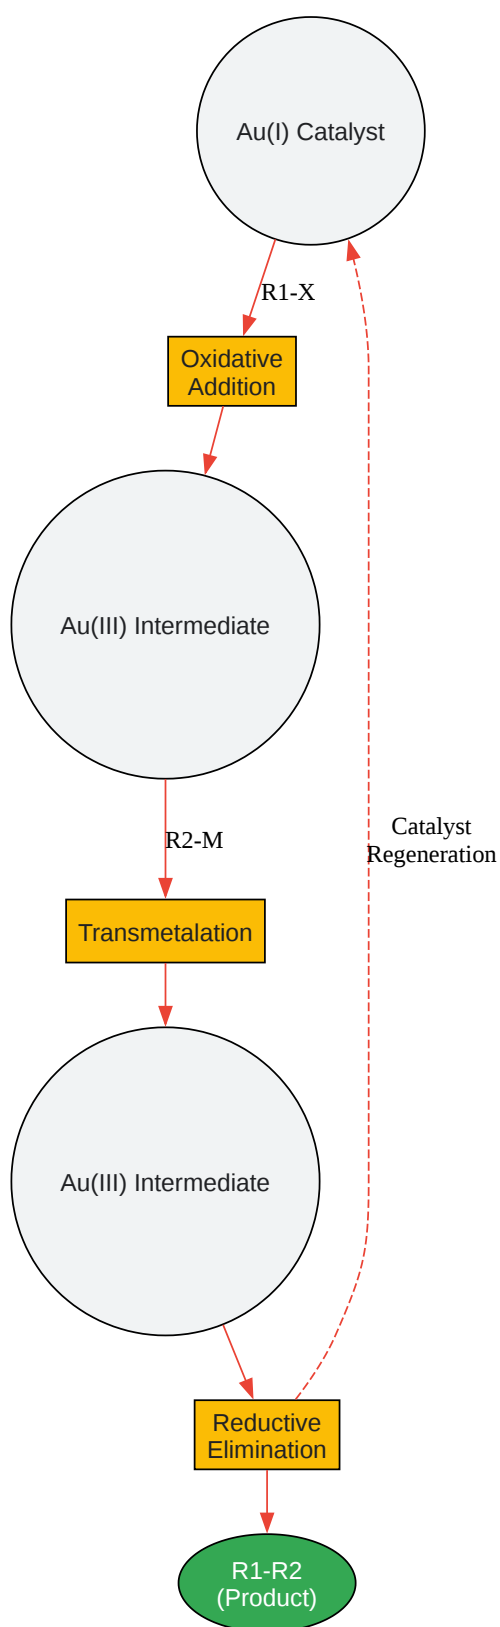 Au(I) Catalyst
R1-X
Oxidative
Addition
Au(III) Intermediate
R2-M
Catalyst
Regeneration
Transmetalation
Au(III) Intermediate
Reductive
Elimination
R1-R2
(Product)